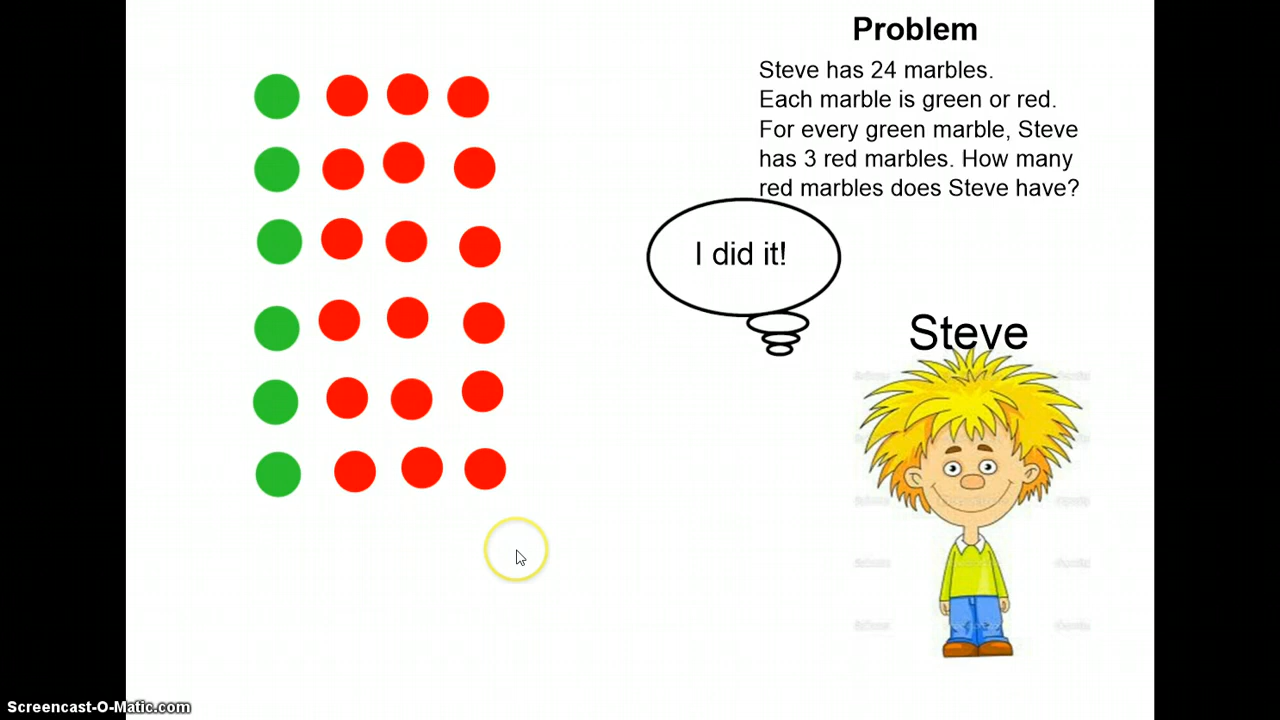 Problem
Steve has 24 marbles.
Each marble is green or red.
For every green marble, Steve
has 3 red marbles. How many
red marbles does Steve have?
I did it!
Steve
Screencast-O-Matic.com